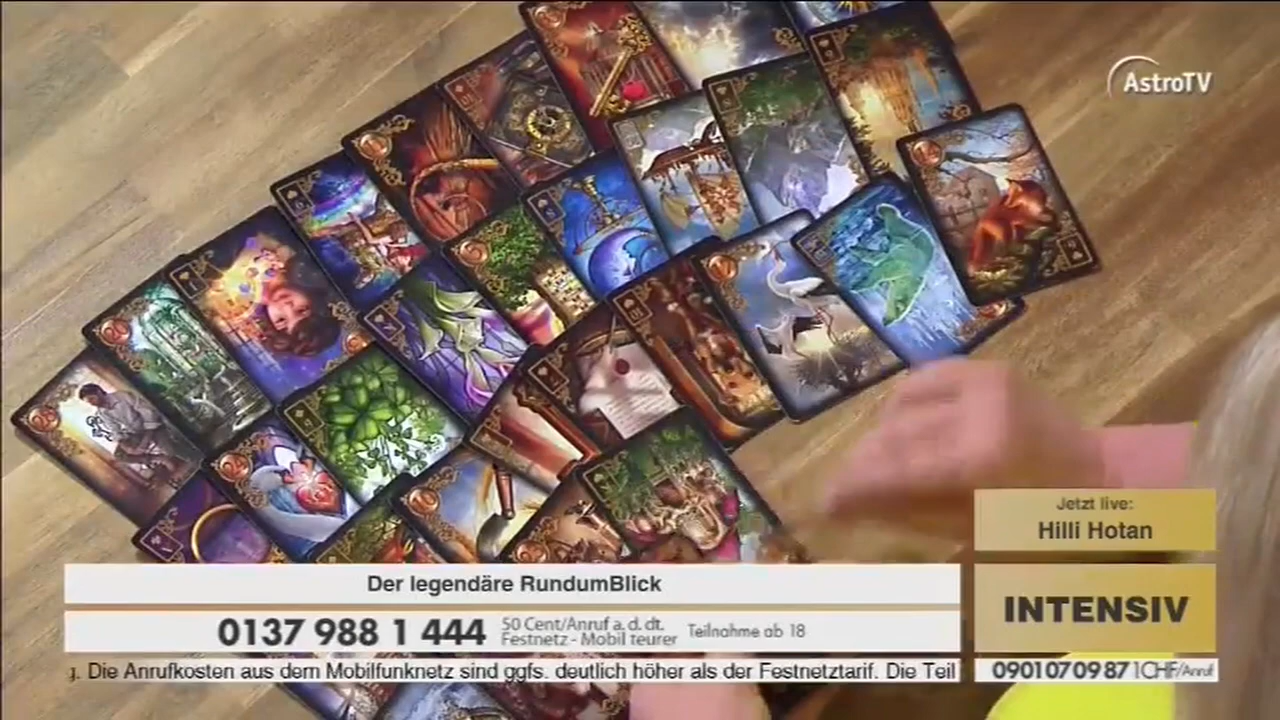 AstroTV
Jetzt live:
Hilli Hotan
Der legendäre RundumBlick
INTENSIV
0137 988 1 444
50 Cent/Anruf a. d. dt.
Festnetz - Mobil teurer
Teilnahme ab 18
. Die Anrufkosten aus dem Mobilfunknetz sind ggfs. deutlich höher als der Festnetztarif. Die Teil
0901070987 1CHF/Anruf